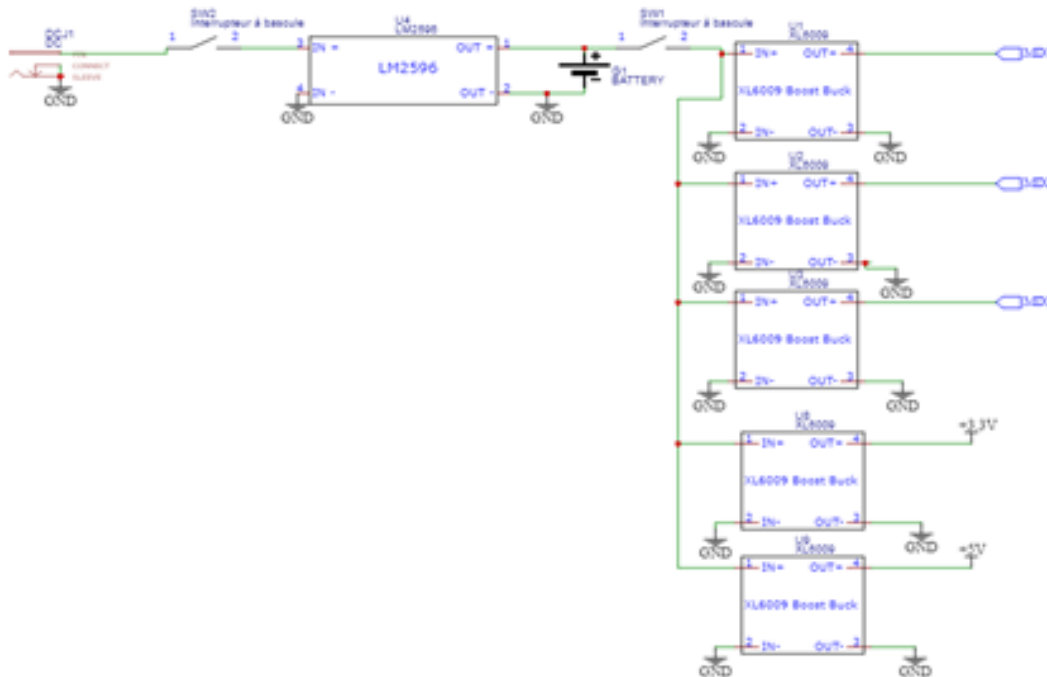 DCJ1
DC
CONNECT
SLEEVE
GND
SW2
Interrupteur à bascule
1 2
U4
LM2596
3 IN + OUT + 1
LM2596
4 IN - OUT - 2
GND
GND
BATTERY
SW1
Interrupteur à bascule
1 2
U1
XL6009
1 IN+ OUT+ 4
XL6009 Boost Buck
2 IN- OUT- 3
GND
GND
U2
XL6009
1 IN+ OUT+ 4
XL6009 Boost Buck
2 IN- OUT- 3
GND
GND
U3
XL6009
1 IN+ OUT+ 4
XL6009 Boost Buck
2 IN- OUT- 3
GND
GND
XL6009
1 IN+ OUT+ 4
+3.3V
XL6009 Boost Buck
2 IN- OUT- 3
GND
GND
U9
XL6009
1 IN+ OUT+ 4
+5V
XL6009 Boost Buck
2 IN- OUT- 3
GND
GND